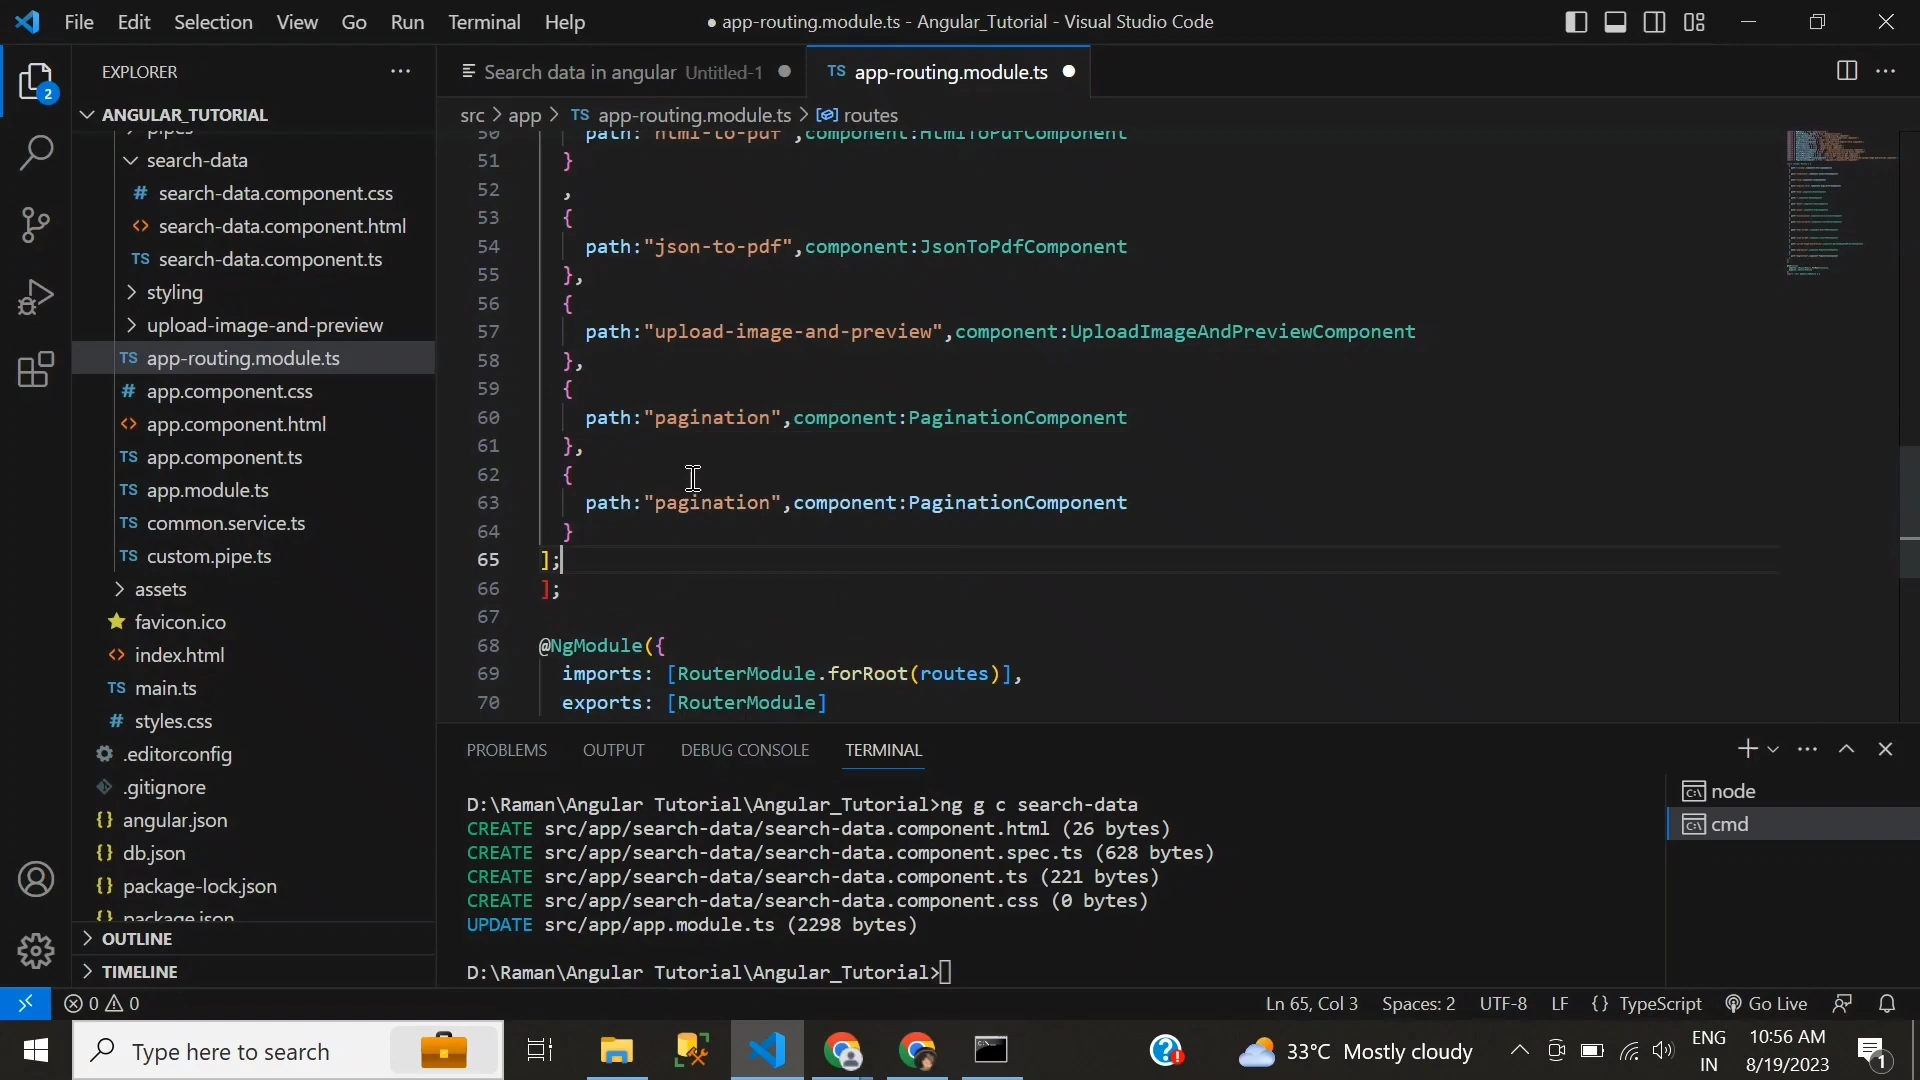 File Edit Selection View Go Run Terminal Help
● app-routing.module.ts - Angular_Tutorial - Visual Studio Code
EXPLORER
2
ANGULAR_TUTORIAL
pipes
search-data
# search-data.component.css
<> search-data.component.html
TS search-data.component.ts
styling
upload-image-and-preview
TS app-routing.module.ts
# app.component.css
<> app.component.html
TS app.component.ts
TS app.module.ts
TS common.service.ts
TS custom.pipe.ts
assets
favicon.ico
<> index.html
TS main.ts
# styles.css
.editorconfig
.gitignore
{} angular.json
{} db.json
{} package-lock.json
{} package.json
OUTLINE
TIMELINE
Search data in angular Untitled-1 ●
TS app-routing.module.ts ●
src > app > TS app-routing.module.ts > routes
50 path:"html-to-pdf",component:HtmlToPdfComponent
51 }
52 ,
53 {
54 path:"json-to-pdf",component:JsonToPdfComponent
55 },
56 {
57 path:"upload-image-and-preview",component:UploadImageAndPreviewComponent
58 },
59 {
60 path:"pagination",component:PaginationComponent
61 },
62 {
63 path:"pagination",component:PaginationComponent
64 }
65 ];
66 ];
67
68 @NgModule({
69 imports: [RouterModule.forRoot(routes)],
70 exports: [RouterModule]
PROBLEMS OUTPUT DEBUG CONSOLE TERMINAL
D:\Raman\Angular Tutorial\Angular_Tutorial>ng g c search-data
CREATE src/app/search-data/search-data.component.html (26 bytes)
CREATE src/app/search-data/search-data.component.spec.ts (628 bytes)
CREATE src/app/search-data/search-data.component.ts (221 bytes)
CREATE src/app/search-data/search-data.component.css (0 bytes)
UPDATE src/app/app.module.ts (2298 bytes)
D:\Raman\Angular Tutorial\Angular_Tutorial>
node
cmd
0 0
Ln 65, Col 3 Spaces: 2 UTF-8 LF {} TypeScript Go Live
Type here to search
33°C Mostly cloudy
ENG
IN
10:56 AM
8/19/2023
1